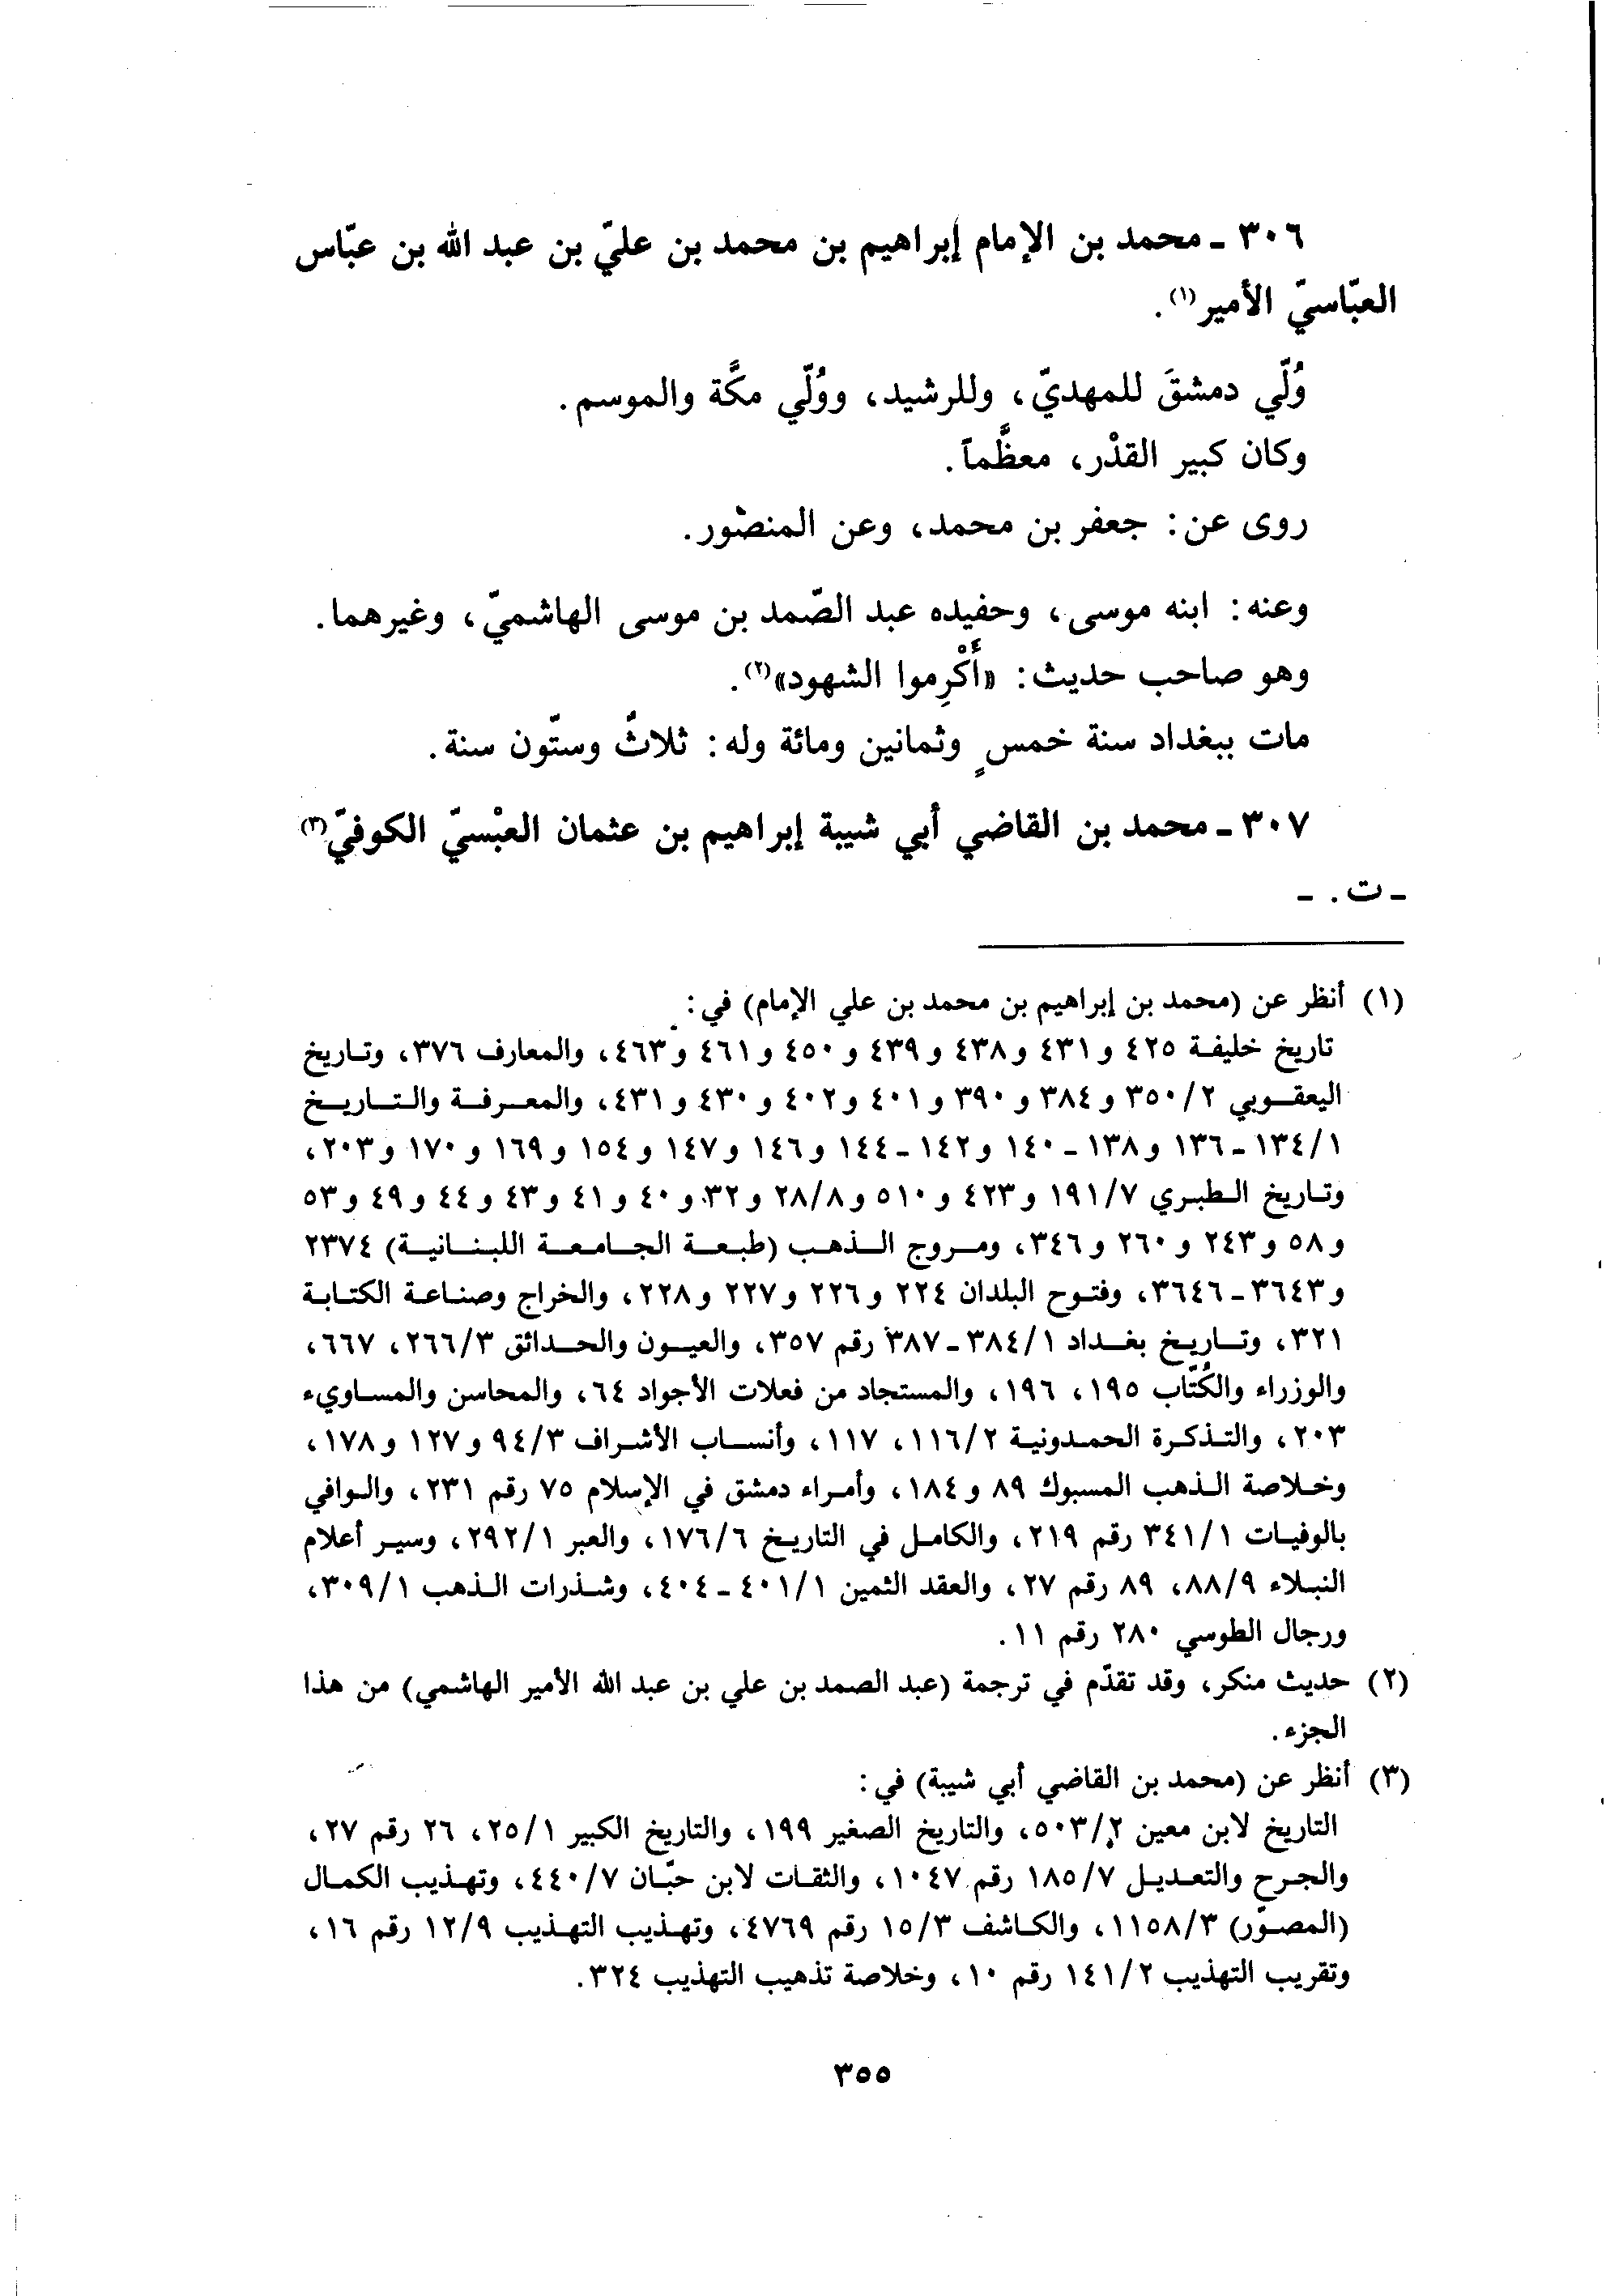 ٣٠٦ ـ محمد بن الإمام إبراهيم بن محمد بن عليّ بن عبد الله بن عبّاس
العبّاسيّ الأمير(١).
وُلّي دمشقَ للمهديّ، وللرشيد، ووُلّي مكَّة والموسم.
وكان كبير القدْر، معظَّماً.
روى عن: جعفر بن محمد، وعن المنصور.
وعنه: ابنه موسى، وحفيده عبد الصّمد بن موسى الهاشميّ، وغيرهما.
وهو صاحب حديث: «أَكْرِموا الشهود»(٢).
مات ببغداد سنة خمسٍ وثمانين ومائة وله: ثلاثٌ وستّون سنة.
٣٠٧ ـ محمد بن القاضي أبي شيبة إبراهيم بن عثمان العبْسيّ الكوفيّ(٣)
ـ ت. ـ
(١) أنظر عن (محمد بن إبراهيم بن محمد بن علي الإمام) في:
تاريخ خليفة ٤٢٥ و٤٣١ و٤٣٨ و٤٣٩ و٤٥٠ و٤٦١ و٤٦٣، والمعارف ٣٧٦، وتاريخ
اليعقوبي ٣٥٠/٢ و٣٨٤ و٣٩٠ و٤٠١ و٤٠٢ و٤٣٠ و٤٣١، والمعرفة والتاريخ
١٣٤/١ ـ ١٣٦ و١٣٨ ـ ١٤٠ و١٤٢ ـ ١٤٤ و١٤٦ و١٤٧ و١٥٤ و١٦٩ و١٧٠ و٢٠٣،
وتاريخ الطبري ١٩١/٧ و٤٢٣ و٥١٠ و٢٨/٨ و٣٢ و٤٠ و٤١ و٤٣ و٤٤ و٤٩ و٥٣
و٥٨ و٢٤٣ و٢٦٠ و٣٤٦، ومروج الذهب (طبعة الجامعة اللبنانية) ٢٣٧٤
و٣٦٤٣ ـ ٣٦٤٦، وفتوح البلدان ٢٢٤ و٢٢٦ و٢٢٧ و٢٢٨، والخراج وصناعة الكتابة
٣٢١، وتاريخ بغداد ٣٨٤/١ ـ ٣٨٧ رقم ٣٥٧، والعيون والحدائق ٢٦٦/٣، ٦٦٧،
والوزراء والكُتّاب ١٩٥، ١٩٦، والمستجاد من فعلات الأجواد ٦٤، والمحاسن والمساويء
٢٠٣، والتذكرة الحمدونية ١١٦/٢، ١١٧، وأنساب الأشراف ٩٤/٣ و١٢٧ و١٧٨،
وخلاصة الذهب المسبوك ٨٩ و١٨٤، وأمراء دمشق في الإسلام ٧٥ رقم ٢٣١، والوافي
بالوفيات ٣٤١/١ رقم ٢١٩، والكامل في التاريخ ١٧٦/٦، والعبر ٢٩٢/١، وسير أعلام
النبلاء ٨٨/٩، ٨٩ رقم ٢٧، والعقد الثمين ٤٠١/١ ـ ٤٠٤، وشذرات الذهب ٣٠٩/١،
ورجال الطوسي ٢٨٠ رقم ١١.
(٢) حديث منكر، وقد تقدّم في ترجمة (عبد الصمد بن علي بن عبد الله الأمير الهاشمي) من هذا
الجزء.
(٣) أنظر عن (محمد بن القاضي أبي شيبة) في:
التاريخ لابن معين ٥٠٣/٢، والتاريخ الصغير ١٩٩، والتاريخ الكبير ٢٥/١، ٢٦ رقم ٢٧،
والجرح والتعديل ١٨٥/٧ رقم ١٠٤٧، والثقات لابن حبّان ٤٤٠/٧، وتهذيب الكمال
(المصوّر) ١١٥٨/٣، والكاشف ١٥/٣ رقم ٤٧٦٩، وتهذيب التهذيب ١٢/٩ رقم ١٦،
وتقريب التهذيب ١٤١/٢ رقم ١٠، وخلاصة تذهيب التهذيب ٣٢٤.
٣٥٥